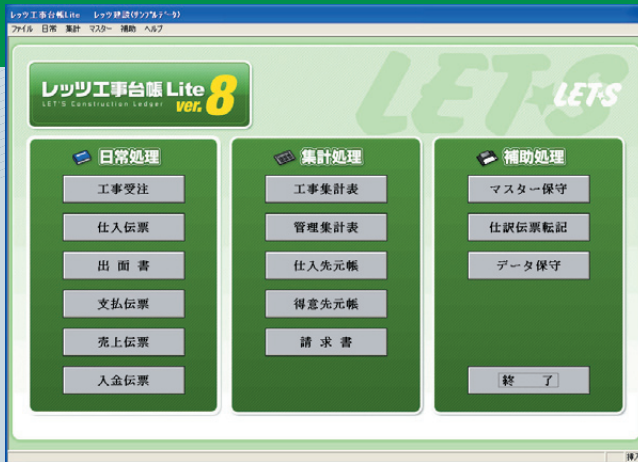 レッツ工事台帳Lite レッツ建設(ｻﾝﾌﾟﾙﾃﾞｰﾀ)
ファイル 日常 集計 マスター 補助 ヘルプ
レッツ工事台帳 Lite
LET'S Construction Ledger ver. 8
LET★S
LET★S
日常処理
工事受注
仕入伝票
出面書
支払伝票
売上伝票
入金伝票
集計処理
工事集計表
管理集計表
仕入先元帳
得意先元帳
請求書
補助処理
マスター保守
仕訳伝票転記
データ保守
終了
挿入